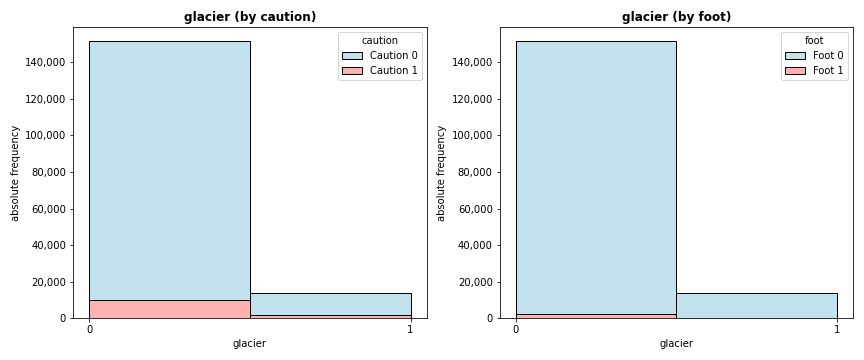 glacier (by caution)
caution
Caution 0
Caution 1
140,000
120,000
100,000
80,000
60,000
40,000
20,000
0
absolute frequency
0 1
glacier
glacier (by foot)
foot
Foot 0
Foot 1
140,000
120,000
100,000
80,000
60,000
40,000
20,000
0
absolute frequency
0 1
glacier